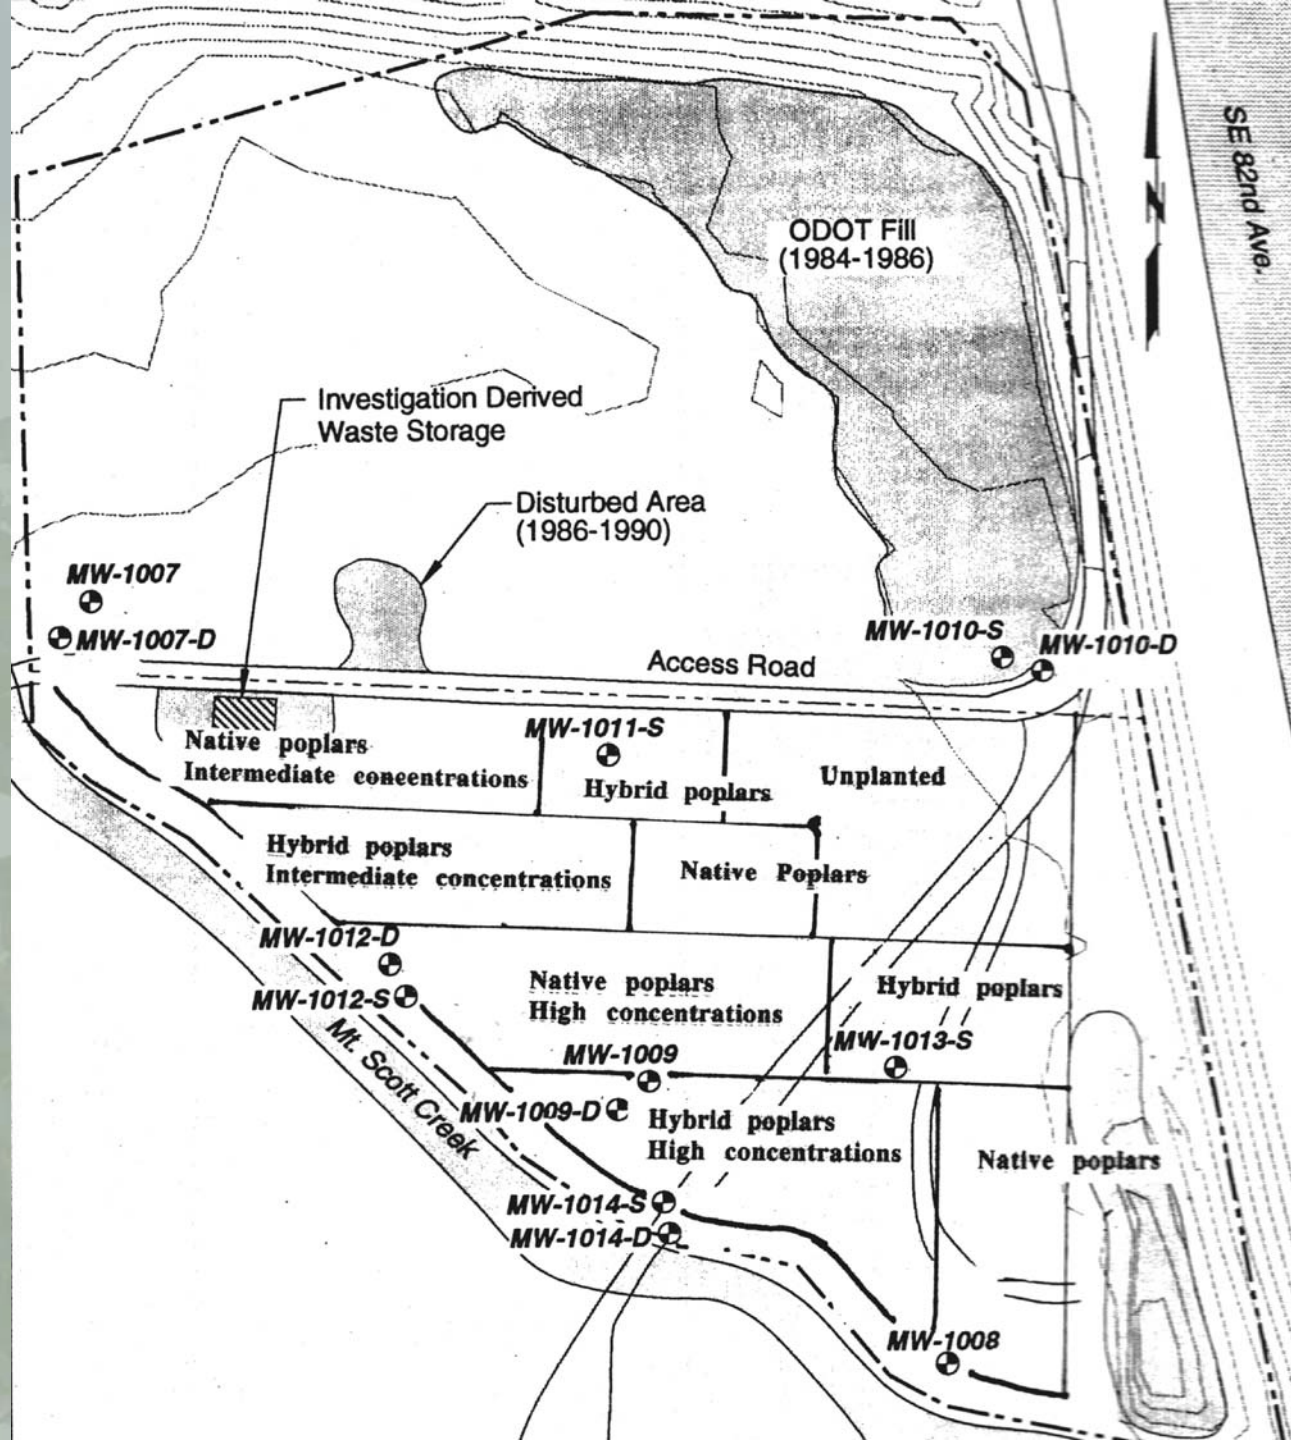 SE 82nd Ave.
N
ODOT Fill
(1984-1986)
Investigation Derived
Waste Storage
Disturbed Area
(1986-1990)
MW-1007
MW-1007-D
MW-1010-S
MW-1010-D
Access Road
MW-1011-S
Native poplars
Intermediate concentrations
Hybrid poplars
Unplanted
Hybrid poplars
Intermediate concentrations
Native Poplars
MW-1012-D
MW-1012-S
Native poplars
High concentrations
Hybrid poplars
Mt. Scott Creek
MW-1009
MW-1013-S
MW-1009-D
Hybrid poplars
High concentrations
Native poplars
MW-1014-S
MW-1014-D
MW-1008